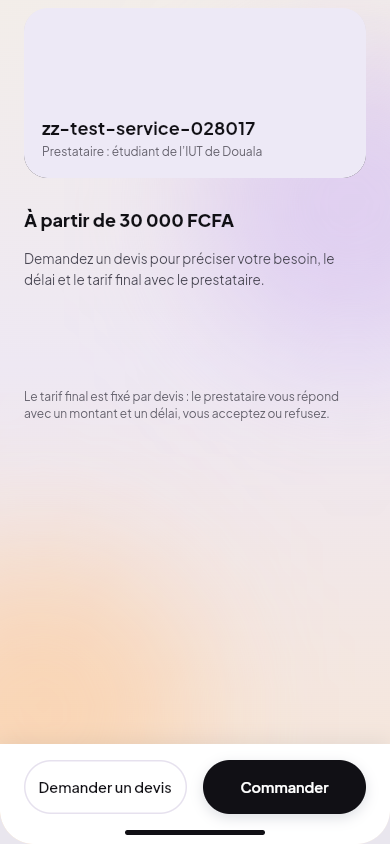 zz-test-service-028017
Prestataire : étudiant de l'IUT de Douala
À partir de 30 000 FCFA
Demandez un devis pour préciser votre besoin, le
délai et le tarif final avec le prestataire.
Le tarif final est fixé par devis : le prestataire vous répond
avec un montant et un délai, vous acceptez ou refusez.
Demander un devis
Commander